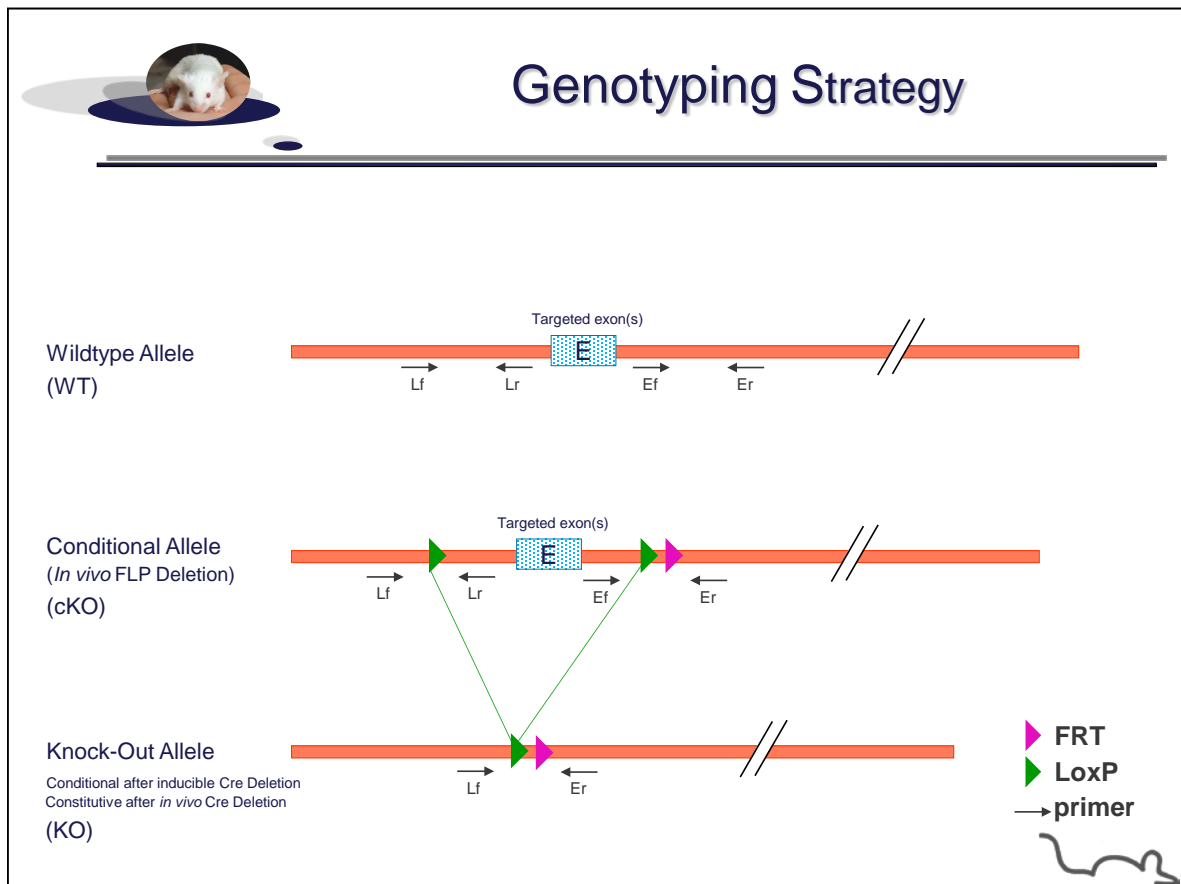 Genotyping Strategy
Targeted exon(s)
Wildtype Allele
(WT)
E
Lf Lr Ef Er
Targeted exon(s)
Conditional Allele
(In vivo FLP Deletion)
(cKO)
E
Lf Lr Ef Er
Knock-Out Allele
Conditional after inducible Cre Deletion
Constitutive after in vivo Cre Deletion
(KO)
Lf Er
FRT
LoxP
primer